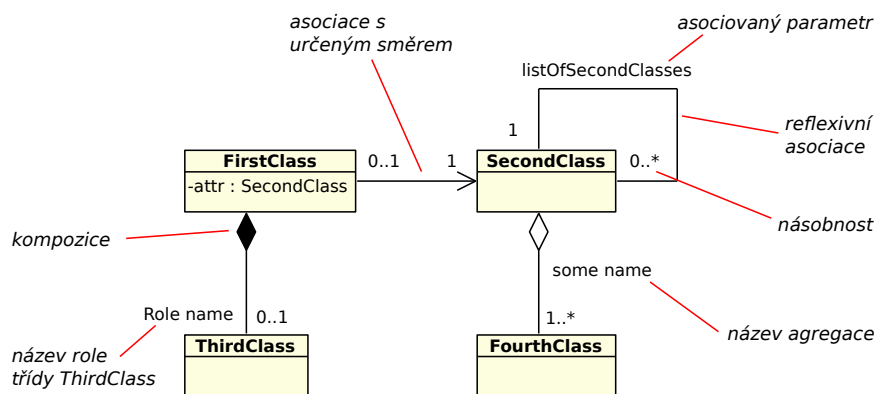 asociace s
určeným směrem
asociovaný parametr
listOfSecondClasses
reflexivní
asociace
1
FirstClass
0..1
1
SecondClass
0..*
-attr : SecondClass
násobnost
kompozice
some name
Role name
0..1
1..*
název agregace
název role
třídy ThirdClass
ThirdClass
FourthClass